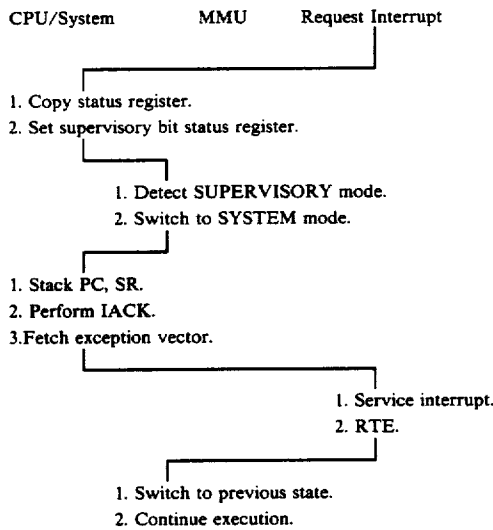 CPU/System MMU Request Interrupt
1. Copy status register.
2. Set supervisory bit status register.
1. Detect SUPERVISORY mode.
2. Switch to SYSTEM mode.
1. Stack PC, SR.
2. Perform IACK.
3.Fetch exception vector.
1. Service interrupt.
2. RTE.
1. Switch to previous state.
2. Continue execution.